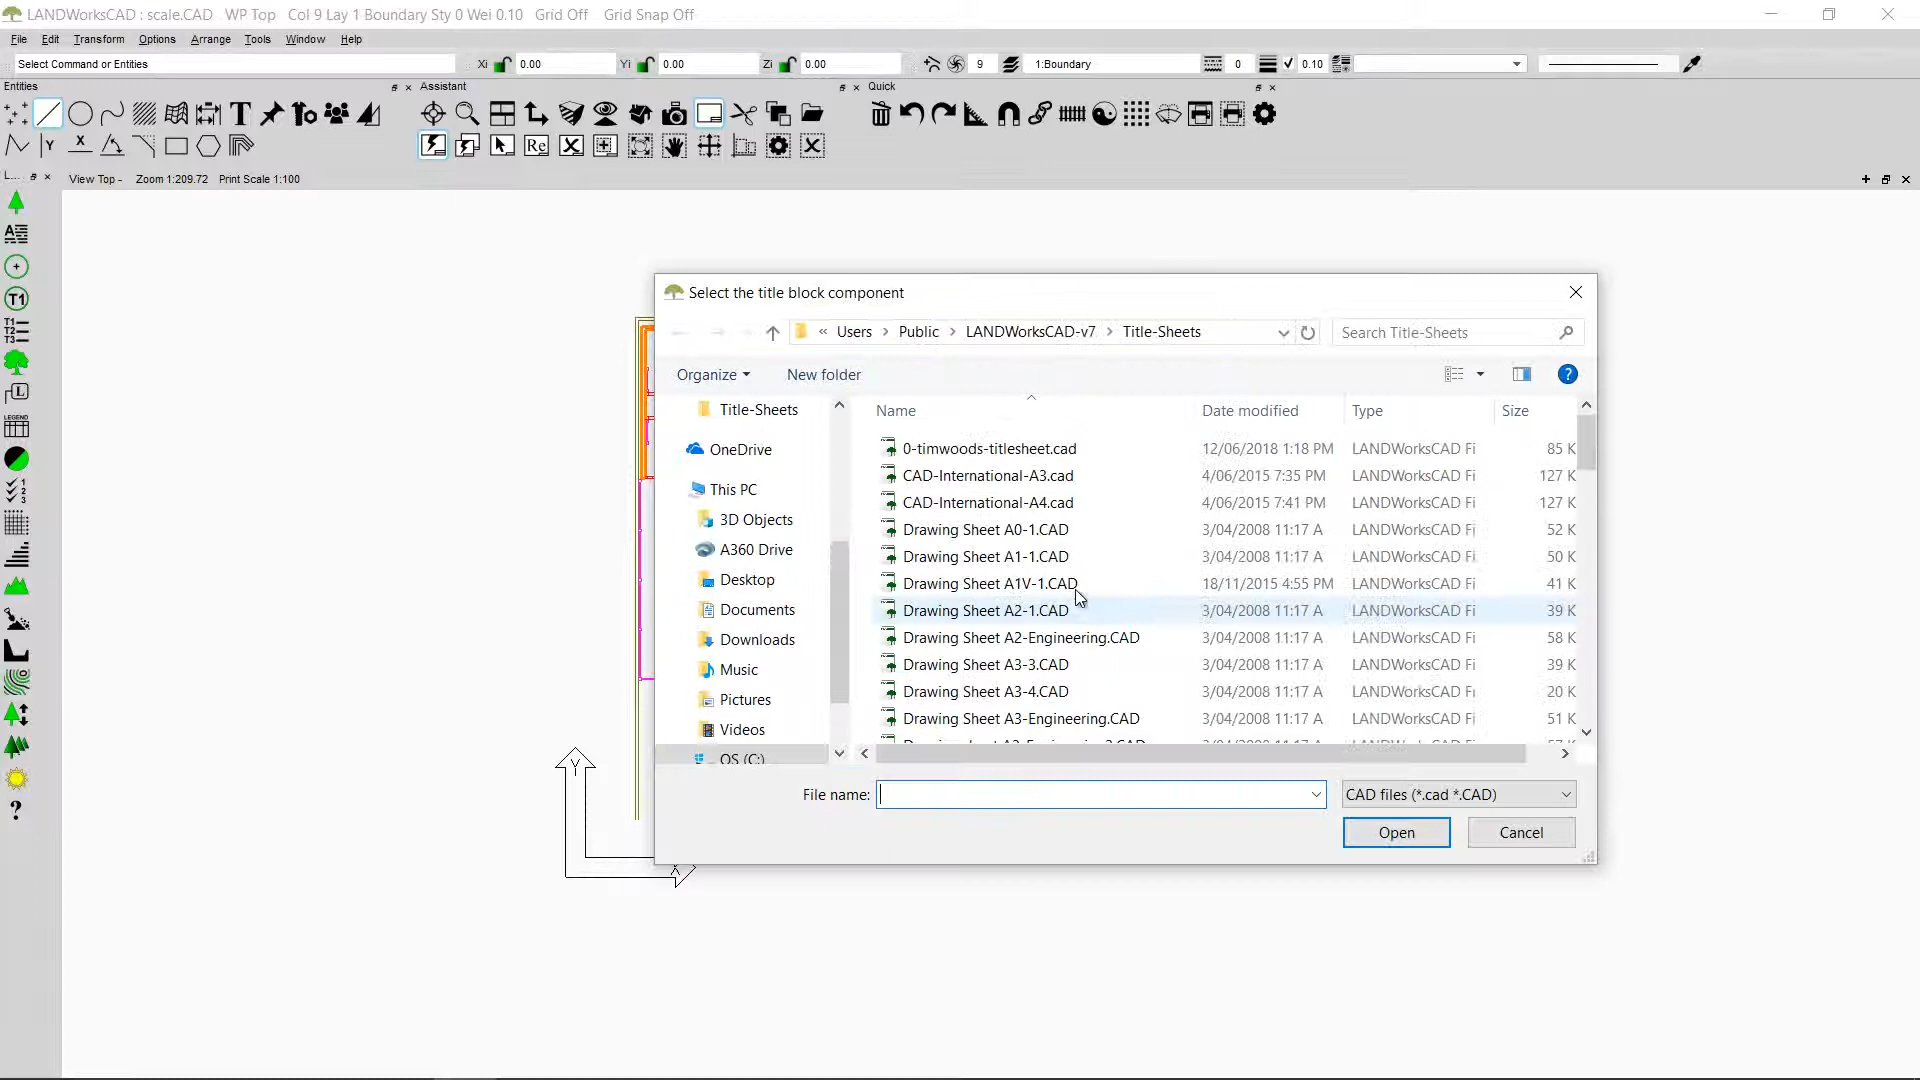 LANDWorksCAD : scale.CAD   WP Top   Col 9 Lay 1 Boundary Sty 0 Wei 0.10   Grid Off   Grid Snap Off
File Edit Transform Options Arrange Tools Window Help
Select Command or Entities Xi 0.00 Yi 0.00 Zi 0.00 9 1:Boundary 0 0.10
Entities Assistant Quick
T
Y X Re
L... View Top - Zoom 1:209.72 Print Scale 1:100
A
T1
T1
T2
T3
L
LEGEND
1
2
3
?
Y
X
Select the title block component
« Users > Public > LANDWorksCAD-v7 > Title-Sheets Search Title-Sheets
Organize New folder ?
Title-Sheets
OneDrive
This PC
3D Objects
A360 Drive
Desktop
Documents
Downloads
Music
Pictures
Videos
OS (C:)
Name Date modified Type Size
0-timwoods-titlesheet.cad 12/06/2018 1:18 PM LANDWorksCAD Fi 85 K
CAD-International-A3.cad 4/06/2015 7:35 PM LANDWorksCAD Fi 127 K
CAD-International-A4.cad 4/06/2015 7:41 PM LANDWorksCAD Fi 127 K
Drawing Sheet A0-1.CAD 3/04/2008 11:17 A LANDWorksCAD Fi 52 K
Drawing Sheet A1-1.CAD 3/04/2008 11:17 A LANDWorksCAD Fi 50 K
Drawing Sheet A1V-1.CAD 18/11/2015 4:55 PM LANDWorksCAD Fi 41 K
Drawing Sheet A2-1.CAD 3/04/2008 11:17 A LANDWorksCAD Fi 39 K
Drawing Sheet A2-Engineering.CAD 3/04/2008 11:17 A LANDWorksCAD Fi 58 K
Drawing Sheet A3-3.CAD 3/04/2008 11:17 A LANDWorksCAD Fi 39 K
Drawing Sheet A3-4.CAD 3/04/2008 11:17 A LANDWorksCAD Fi 20 K
Drawing Sheet A3-Engineering.CAD 3/04/2008 11:17 A LANDWorksCAD Fi 51 K
File name: CAD files (*.cad *.CAD)
Open Cancel